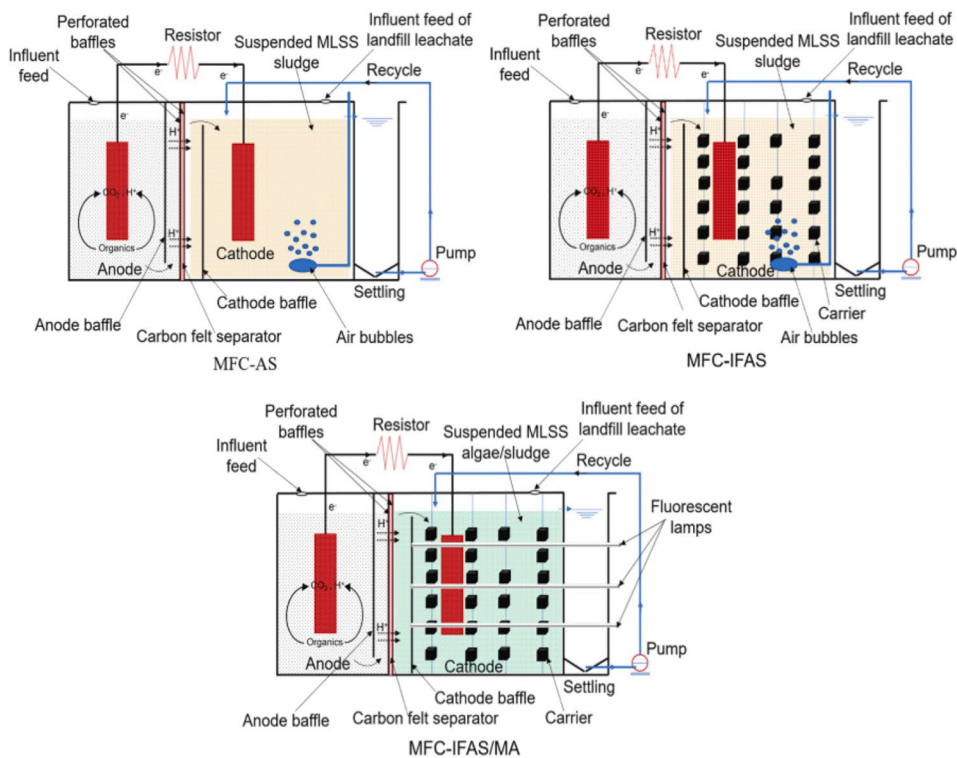 Perforated
baffles
Resistor
Influent feed of
landfill leachate
Suspended MLSS
sludge
Influent
feed
Recycle
e-
e-
e-
H+
CO2 , H+
Organics
H+
Anode
Cathode
Pump
Settling
Cathode baffle
Anode baffle
Carbon felt separator
Air bubbles
MFC-AS
Perforated
baffles
Resistor
Influent feed of
landfill leachate
Suspended MLSS
sludge
Influent
feed
Recycle
e-
e-
e-
H+
CO2 , H+
Organics
H+
Anode
Cathode
Pump
Settling
Cathode baffle
Carrier
Anode baffle
Carbon felt separator
Air bubbles
MFC-IFAS
Perforated
baffles
Resistor
Influent feed of
landfill leachate
Suspended MLSS
algae/sludge
Influent
feed
Recycle
e-
e-
e-
Fluorescent
lamps
H+
CO2 , H+
Organics
H+
Anode
Cathode
Pump
Settling
Cathode baffle
Anode baffle
Carbon felt separator
Carrier
MFC-IFAS/MA